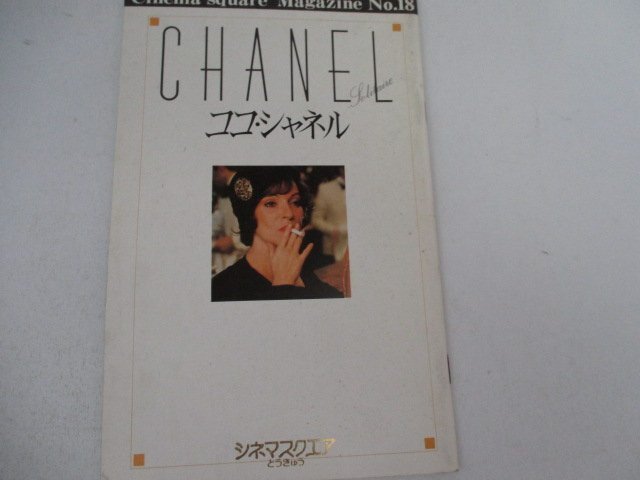 Cinema square Magazine No.18
CHANEL
Solitaire
ココ・シャネル
シネマスクエア
とうきゅう